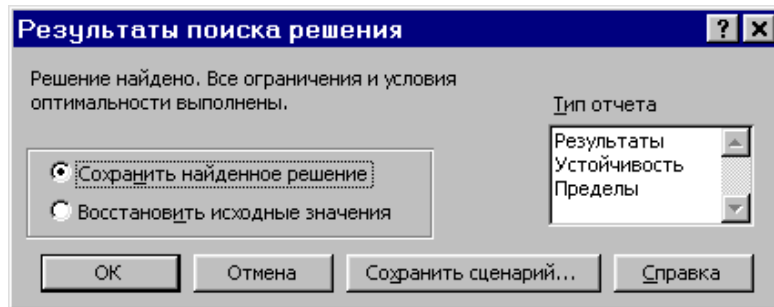 Результаты поиска решения
Решение найдено. Все ограничения и условия
оптимальности выполнены.
Тип отчета
Результаты
Устойчивость
Пределы
Сохранить найденное решение
Восстановить исходные значения
ОК
Отмена
Сохранить сценарий...
Справка